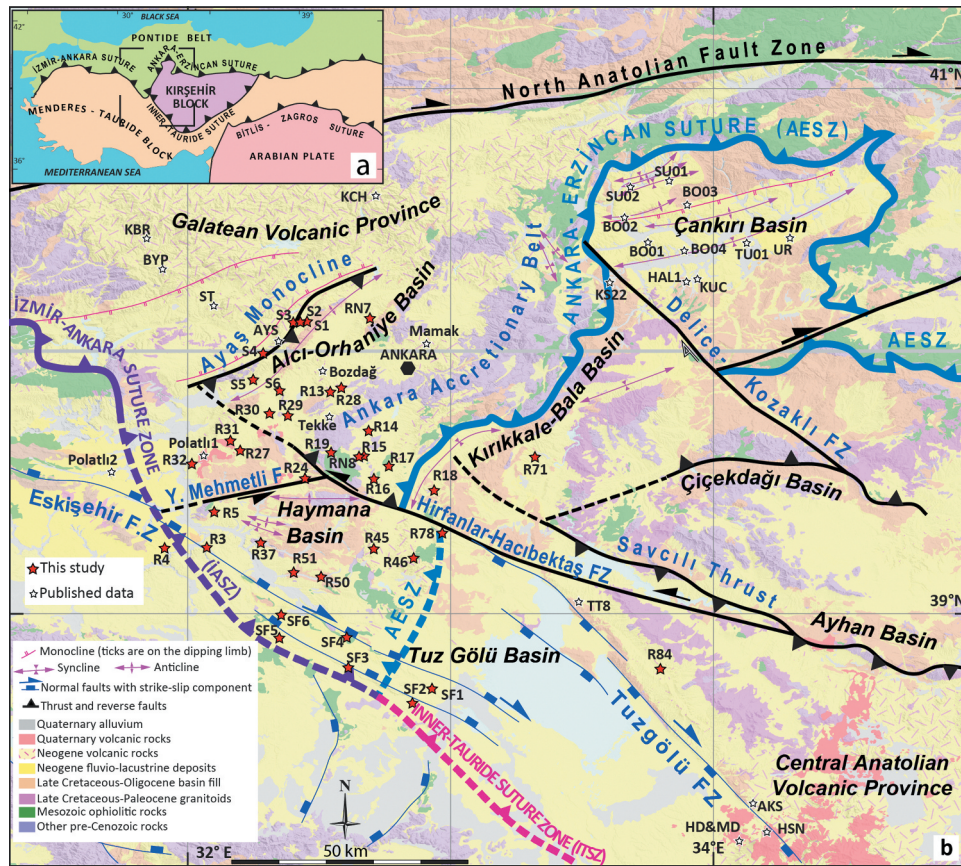 42°
30
BLACK SEA
39
PONTIDE BELT
İZMİR-ANKARA SUTURE
ANKARA-ERZINCAN SUTURE
KIRŞEHİR
BLOCK
INNER-TAURIDE SUTURE
MENDERES - TAURIDE BLOCK
BİTLİS - ZAGROS SUTURE
ARABIAN PLATE
36
MEDITERRANEAN SEA
a
North Anatolian Fault Zone
41°N
ANKARA- ERZİNCAN SUTURE (AESZ)
SU01
SU02
BO03
KCH
Galatean Volcanic Province
Çankırı Basin
BO02
KBR
BO01
BO04
TU01
UR
BYP
HAL1
KUC
KS22
ST
Ayaş Monocline
S3
S2
S1
RN7
AYS
Alcı-Orhaniye Basin
Mamak
ANKARA
Ankara Accretionary Belt
Delice-
Kozaklı FZ
AESZ
İZMİR-ANKARA
SUTURE ZONE
(İASZ)
S4
S5
S6
Bozdağ
R13
R28
R30
R29
Tekke
R14
Kırıkkale-Bala Basin
R31
Polatlı1
R27
R19
RN8
R15
R17
R71
Polatlı2
R32
R24
R16
R18
Y. Mehmetli F
Çiçekdağı Basin
Eskişehir F.Z
R5
Haymana
Basin
Hirfanlar-Hacıbektaş FZ
Savcılı Thrust
R3
R4
R37
R45
R78
R46
R51
R50
This study
Published data
AESZ
TT8
39°N
Ayhan Basin
SF6
SF5
SF4
SF3
Tuz Gölü Basin
R84
SF2
SF1
Tuzgölü FZ
INNER-TAURIDE SUTURE ZONE (ITSZ)
Monocline (ticks are on the dipping limb)
Syncline
Anticline
Normal faults with strike-slip component
Thrust and reverse faults
Quaternary alluvium
Quaternary volcanic rocks
Neogene volcanic rocks
Neogene fluvio-lacustrine deposits
Late Cretaceous-Oligocene basin fill
Late Cretaceous-Paleocene granitoids
Mesozoic ophiolitic rocks
Other pre-Cenozoic rocks
Central Anatolian
Volcanic Province
AKS
HD&MD
HSN
N
32° E
50 km
34°E
b